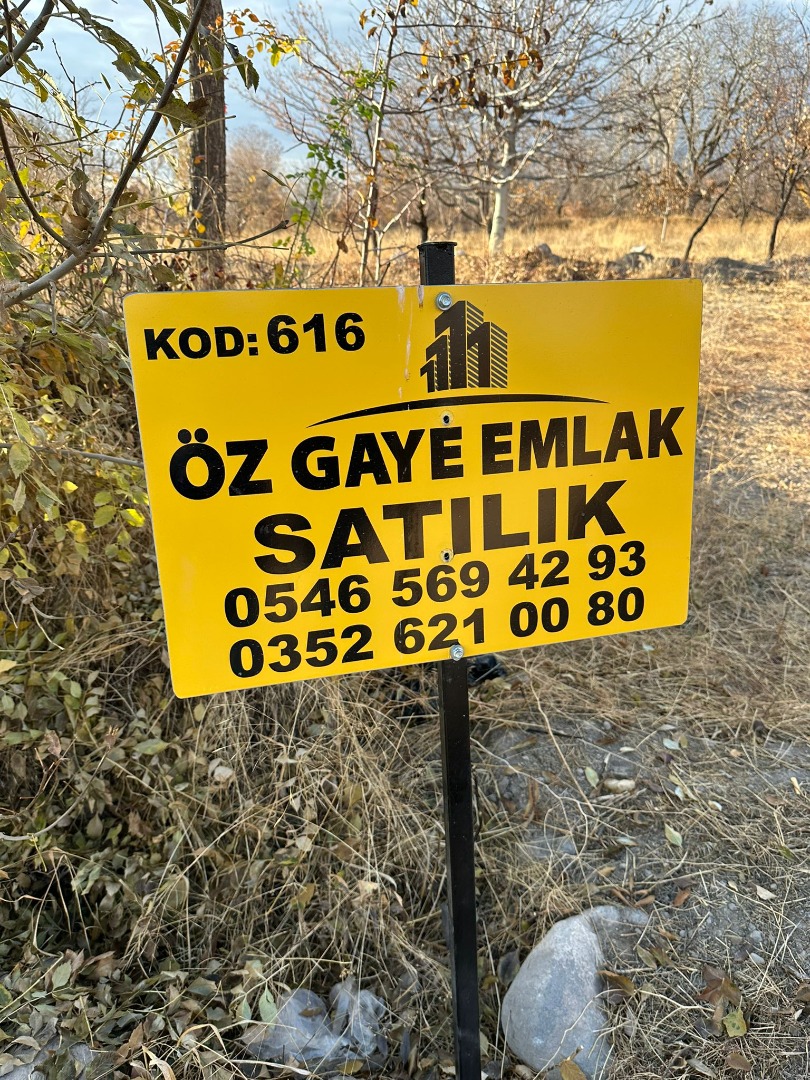 KOD: 616
ÖZ GAYE EMLAK
SATILIK
0546 569 42 93
0352 621 00 80